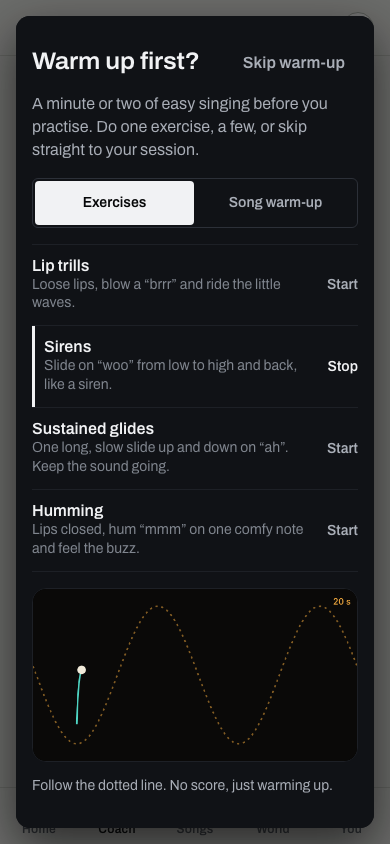 Warm up first?
Skip warm-up
A minute or two of easy singing before you
practise. Do one exercise, a few, or skip
straight to your session.
Exercises
Song warm-up
Lip trills
Loose lips, blow a “brrr” and ride the little
waves.
Start
Sirens
Slide on “woo” from low to high and back,
like a siren.
Stop
Sustained glides
One long, slow slide up and down on “ah”.
Keep the sound going.
Start
Humming
Lips closed, hum “mmm” on one comfy note
and feel the buzz.
Start
20 s
Follow the dotted line. No score, just warming up.
Home
Coach
Songs
World
You